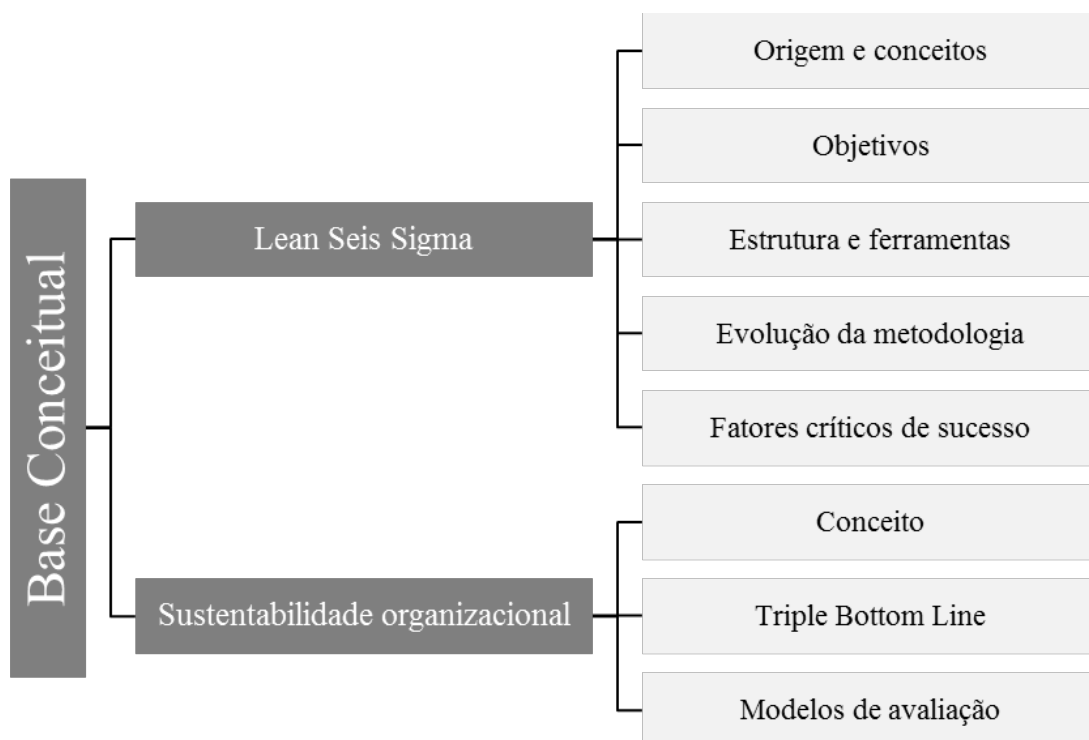 Base Conceitual
Lean Seis Sigma
Origem e conceitos
Objetivos
Estrutura e ferramentas
Evolução da metodologia
Fatores críticos de sucesso
Sustentabilidade organizacional
Conceito
Triple Bottom Line
Modelos de avaliação